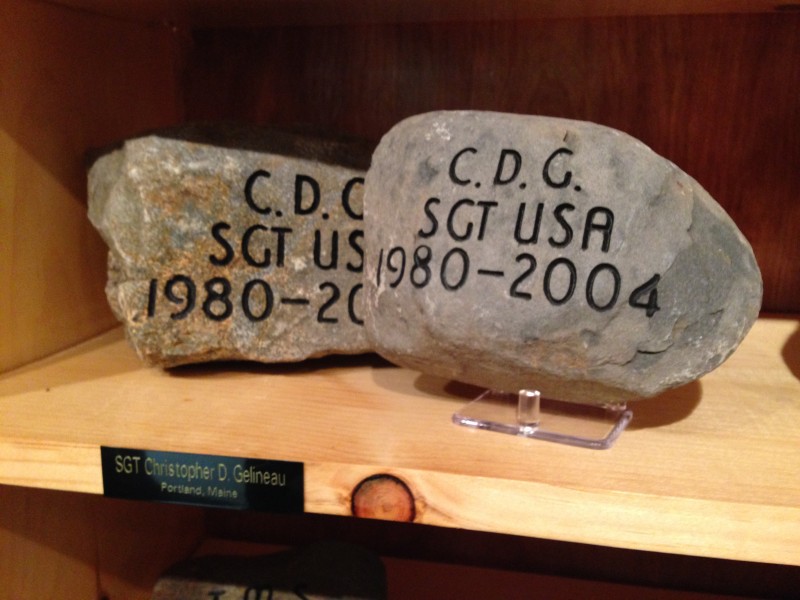 C.D.G
SGT US
1980-20
C.D.G.
SGT USA
1980-2004
SGT Christopher D. Gelineau
Portland, Maine